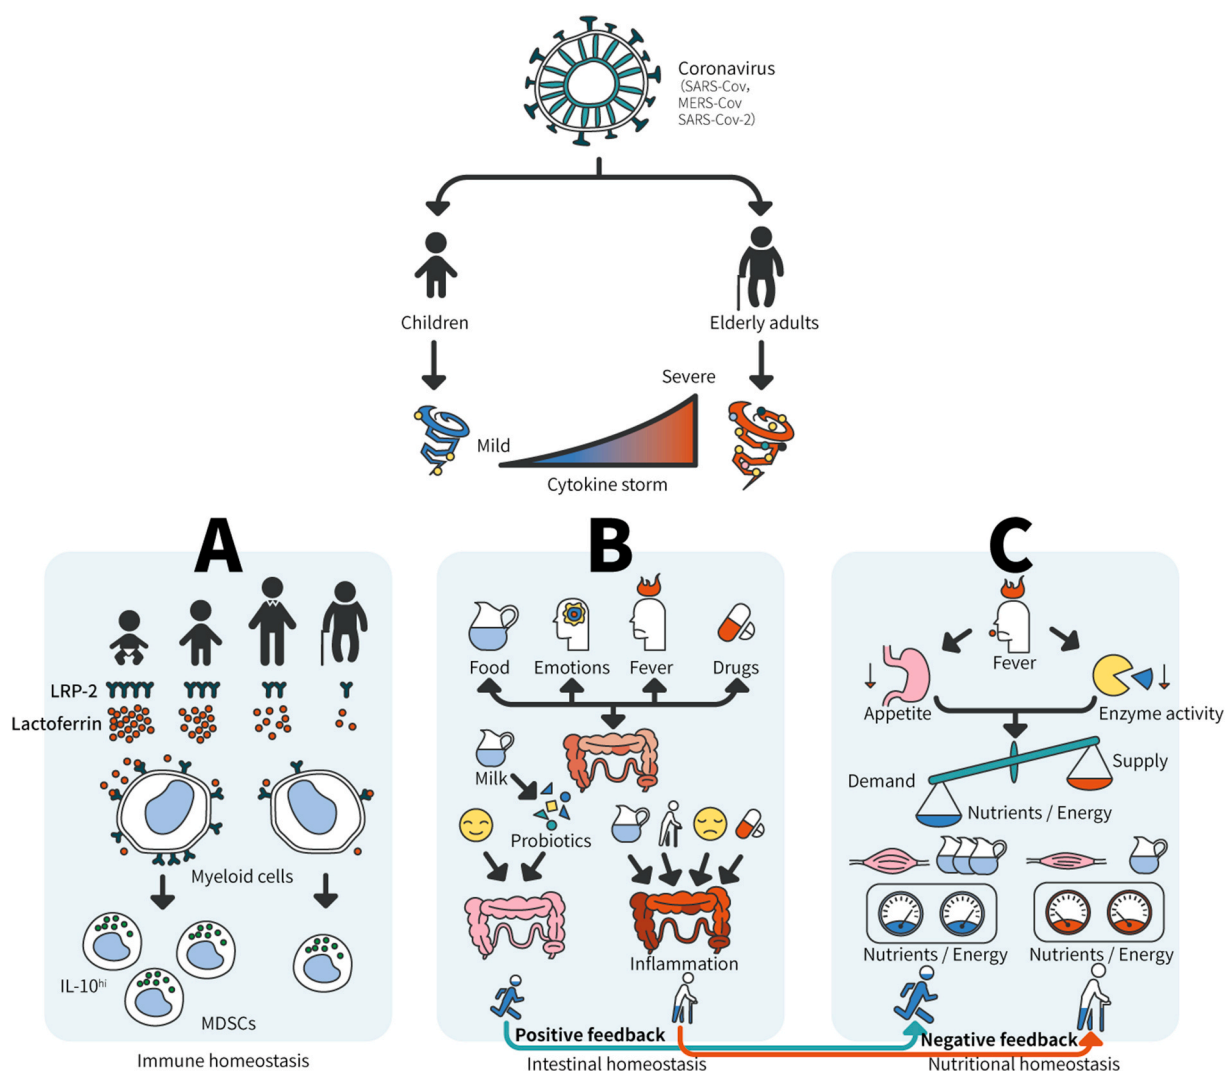 Coronavirus
(SARS-Cov,
MERS-Cov
SARS-Cov-2)
Children
Elderly adults
Severe
Mild
Cytokine storm
A
LRP-2
Lactoferrin
Myeloid cells
IL-10hi
MDSCs
Immune homeostasis
B
Food
Emotions
Fever
Drugs
Milk
Probiotics
Inflammation
Positive feedback
Intestinal homeostasis
C
Fever
Appetite
Enzyme activity
Demand
Supply
Nutrients / Energy
Nutrients / Energy
Nutrients / Energy
Negative feedback
Nutritional homeostasis